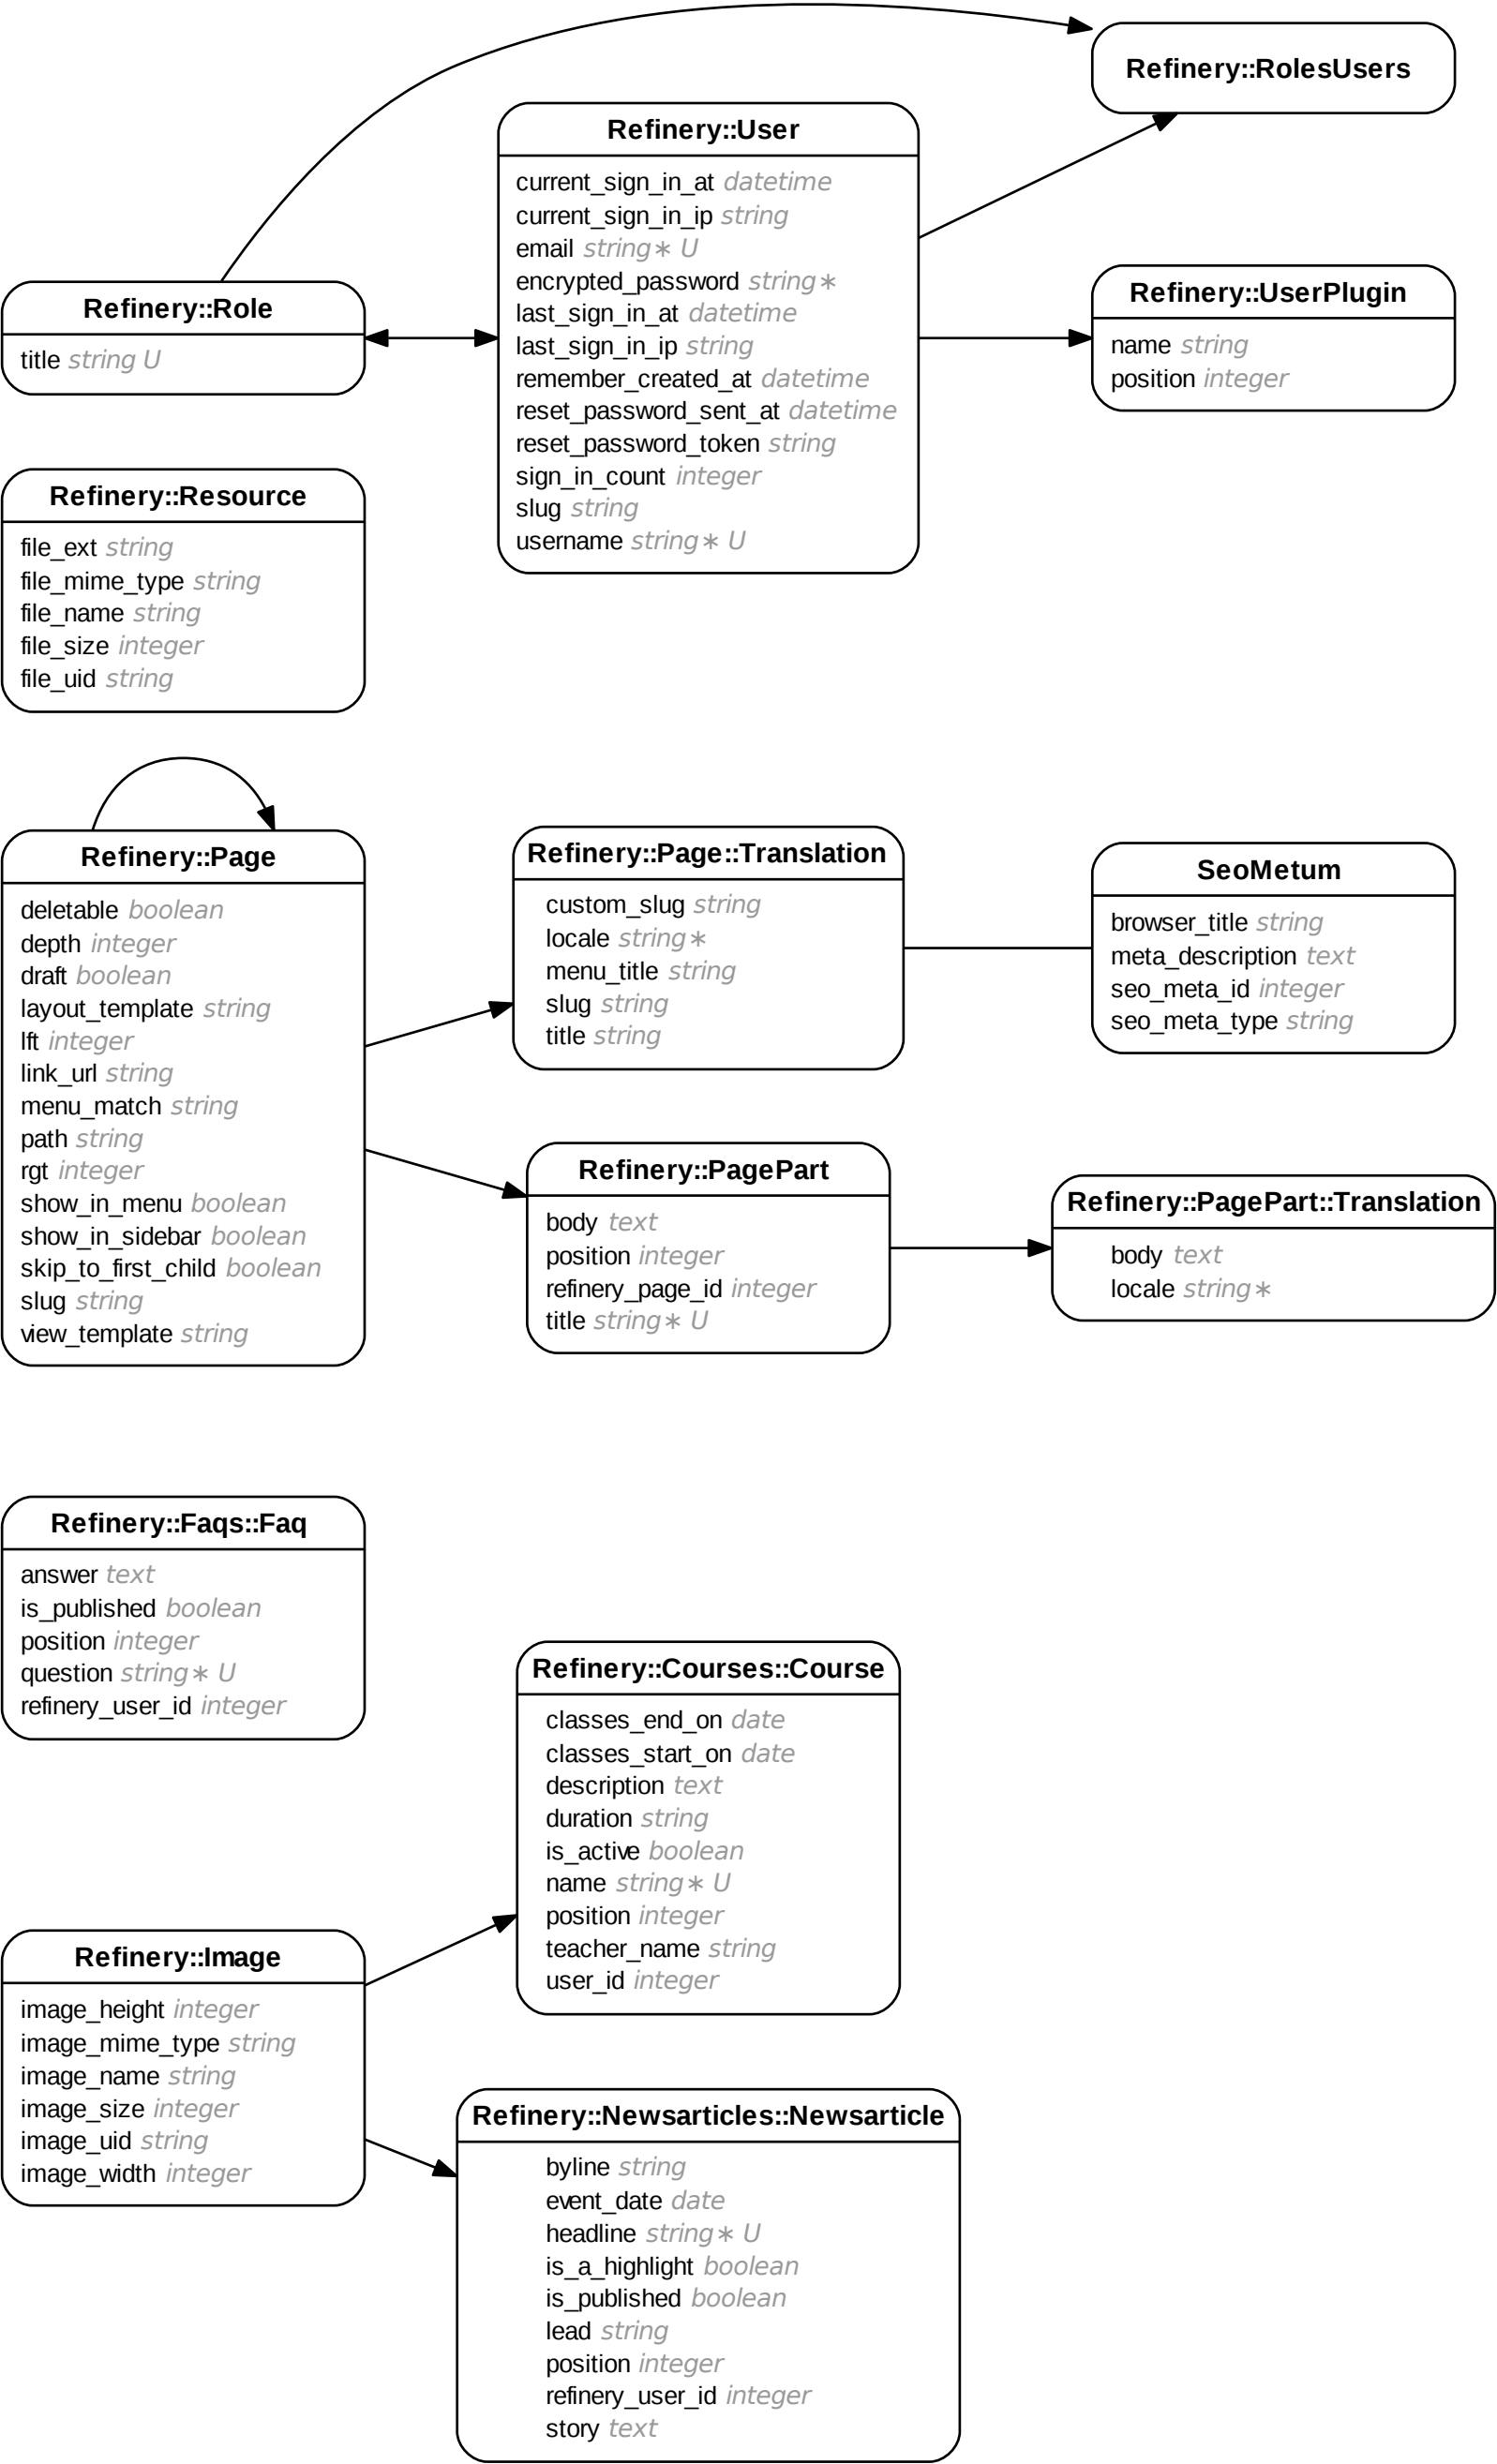 Refinery::RolesUsers
Refinery::User
current_sign_in_at datetime
current_sign_in_ip string
email string∗ U
encrypted_password string∗
last_sign_in_at datetime
last_sign_in_ip string
remember_created_at datetime
reset_password_sent_at datetime
reset_password_token string
sign_in_count integer
slug string
username string∗ U
Refinery::Role
title string U
Refinery::UserPlugin
name string
position integer
Refinery::Resource
file_ext string
file_mime_type string
file_name string
file_size integer
file_uid string
Refinery::Page
deletable boolean
depth integer
draft boolean
layout_template string
lft integer
link_url string
menu_match string
path string
rgt integer
show_in_menu boolean
show_in_sidebar boolean
skip_to_first_child boolean
slug string
view_template string
Refinery::Page::Translation
custom_slug string
locale string∗
menu_title string
slug string
title string
SeoMetum
browser_title string
meta_description text
seo_meta_id integer
seo_meta_type string
Refinery::PagePart
body text
position integer
refinery_page_id integer
title string∗ U
Refinery::PagePart::Translation
body text
locale string∗
Refinery::Faqs::Faq
answer text
is_published boolean
position integer
question string∗ U
refinery_user_id integer
Refinery::Courses::Course
classes_end_on date
classes_start_on date
description text
duration string
is_active boolean
name string∗ U
position integer
teacher_name string
user_id integer
Refinery::Image
image_height integer
image_mime_type string
image_name string
image_size integer
image_uid string
image_width integer
Refinery::Newsarticles::Newsarticle
byline string
event_date date
headline string∗ U
is_a_highlight boolean
is_published boolean
lead string
position integer
refinery_user_id integer
story text